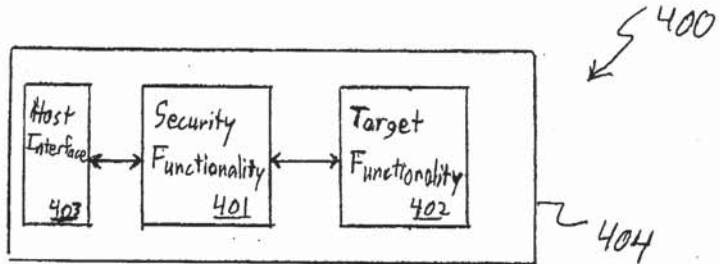 400
Host
Interface
403
Security
Functionality
401
Target
Functionality
402
404